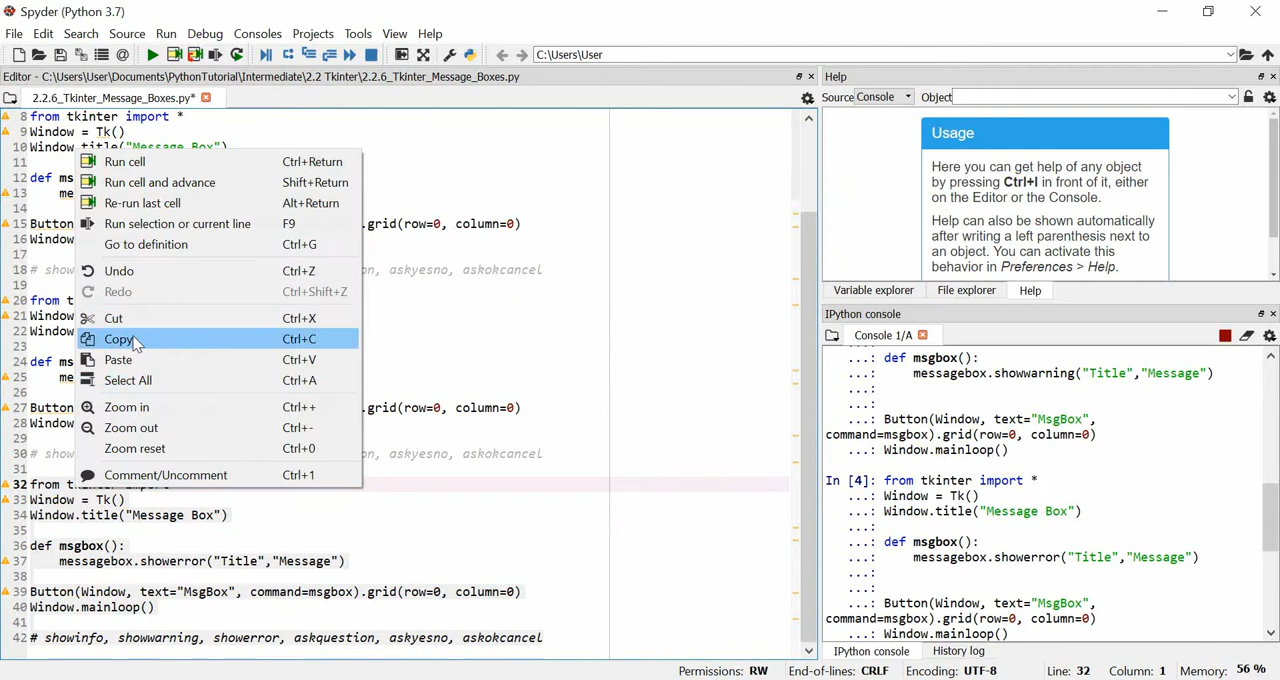 Spyder (Python 3.7)
File Edit Search Source Run Debug Consoles Projects Tools View Help
C:\Users\User
Editor - C:\Users\User\Documents\PythonTutorial\Intermediate\2.2 Tkinter\2.2.6_Tkinter_Message_Boxes.py
2.2.6_Tkinter_Message_Boxes.py*
8 from tkinter import *
9 Window = Tk()
10 Window.title("Message Box")
11
12 def ms
13 me
14
15 Button .grid(row=0, column=0)
16 Window
17
18 # show on, askyesno, askokcancel
19
20 from t
21 Window
22 Window
23
24 def ms
25 me
26
27 Button .grid(row=0, column=0)
28 Window
29
30 # show on, askyesno, askokcancel
31
32 from tkinter import *
33 Window = Tk()
34 Window.title("Message Box")
35
36 def msgbox():
37 messagebox.showerror("Title","Message")
38
39 Button(Window, text="MsgBox", command=msgbox).grid(row=0, column=0)
40 Window.mainloop()
41
42 # showinfo, showwarning, showerror, askquestion, askyesno, askokcancel
Run cell Ctrl+Return
Run cell and advance Shift+Return
Re-run last cell Alt+Return
Run selection or current line F9
Go to definition Ctrl+G
Undo Ctrl+Z
Redo Ctrl+Shift+Z
Cut Ctrl+X
Copy Ctrl+C
Paste Ctrl+V
Select All Ctrl+A
Zoom in Ctrl++
Zoom out Ctrl+-
Zoom reset Ctrl+0
Comment/Uncomment Ctrl+1
Help
Source Console Object
Usage
Here you can get help of any object
by pressing Ctrl+I in front of it, either
on the Editor or the Console.
Help can also be shown automatically
after writing a left parenthesis next to
an object. You can activate this
behavior in Preferences > Help.
Variable explorer File explorer Help
IPython console
Console 1/A
...: def msgbox():
...: messagebox.showwarning("Title","Message")
...:
...:
...: Button(Window, text="MsgBox",
command=msgbox).grid(row=0, column=0)
...: Window.mainloop()
In [4]: from tkinter import *
...: Window = Tk()
...: Window.title("Message Box")
...:
...: def msgbox():
...: messagebox.showerror("Title","Message")
...:
...:
...: Button(Window, text="MsgBox",
command=msgbox).grid(row=0, column=0)
...: Window.mainloop()
IPython console History log
Permissions: RW End-of-lines: CRLF Encoding: UTF-8 Line: 32 Column: 1 Memory: 56 %